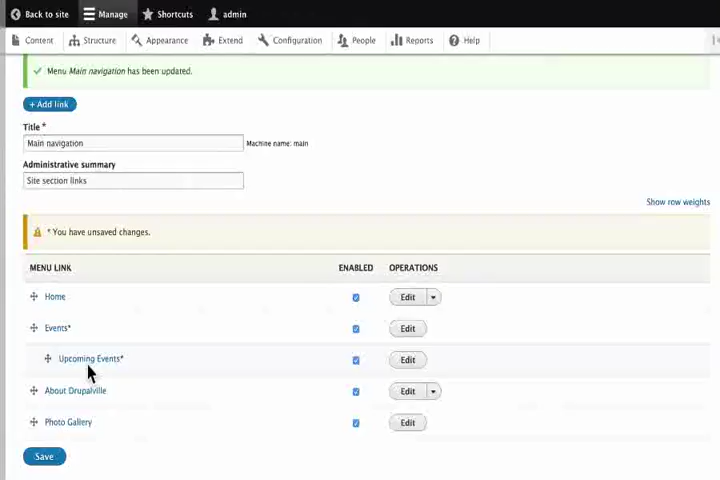 Back to site Manage Shortcuts admin
Content Structure Appearance Extend Configuration People Reports Help
Menu Main navigation has been updated.
+ Add link
Title *
Main navigation Machine name: main
Administrative summary
Site section links
Show row weights
* You have unsaved changes.
MENU LINK ENABLED OPERATIONS
Home Edit
Events* Edit
Upcoming Events* Edit
About Drupalville Edit
Photo Gallery Edit
Save